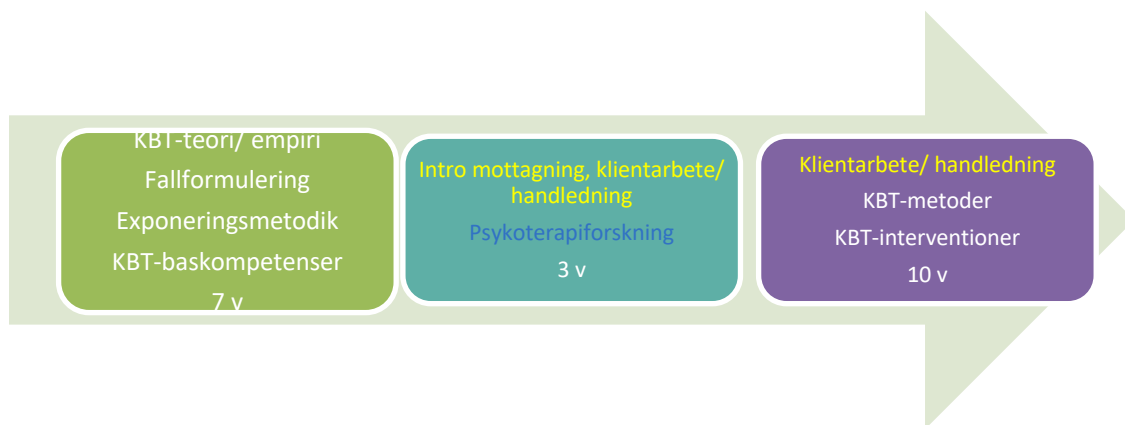 KBT-teori/ empiri
Fallformulering
Exponeringsmetodik
KBT-baskompetenser
7 v
Intro mottagning, klientarbete/
handledning
Psykoterapiforskning
3 v
Klientarbete/ handledning
KBT-metoder
KBT-interventioner
10 v